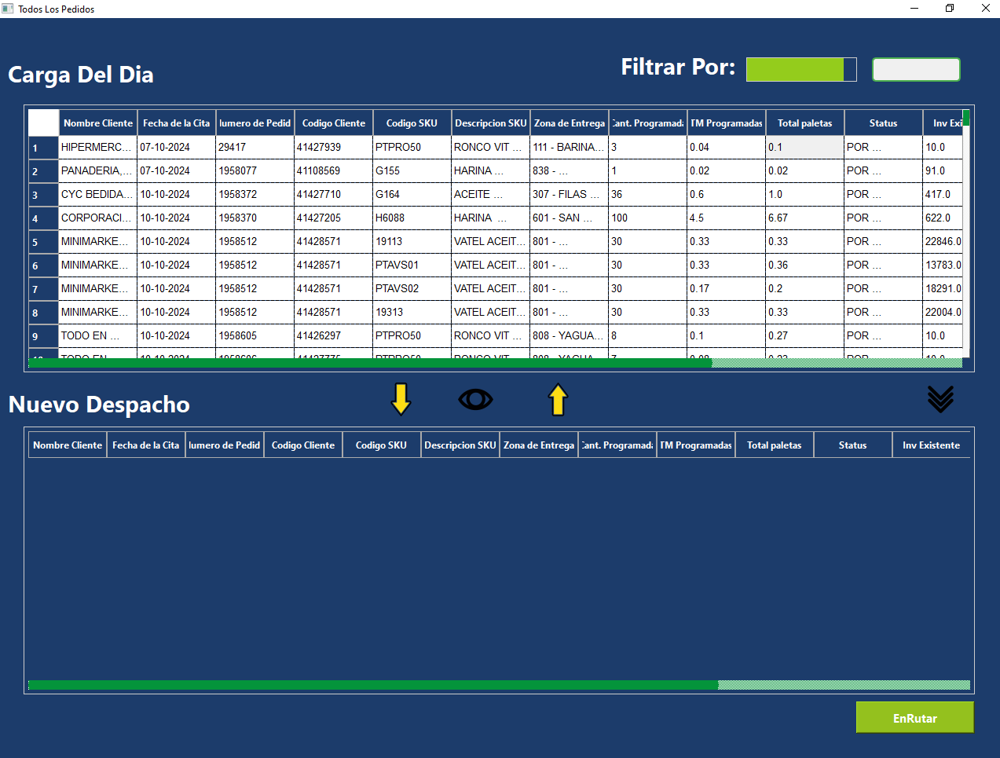 Todos Los Pedidos
Carga Del Dia
Filtrar Por:
Nombre Cliente Fecha de la Cita lumero de Pedid Codigo Cliente Codigo SKU Descripcion SKU Zona de Entrega Cant. Programada TM Programadas Total paletas Status Inv Exi
1 HIPERMERC... 07-10-2024 29417 41427939 PTPRO50 RONCO VIT ... 111 - BARINA... 3 0.04 0.1 POR ... 10.0
2 PANADERIA,... 07-10-2024 1958077 41108569 G155 HARINA ... 838 - ... 1 0.02 0.02 POR ... 91.0
3 CYC BEDIDA... 10-10-2024 1958372 41427710 G164 ACEITE ... 307 - FILAS ... 36 0.6 1.0 POR ... 417.0
4 CORPORACI... 10-10-2024 1958370 41427205 H6088 HARINA ... 601 - SAN ... 100 4.5 6.67 POR ... 622.0
5 MINIMARKE... 10-10-2024 1958512 41428571 19113 VATEL ACEIT... 801 - ... 30 0.33 0.33 POR ... 22846.0
6 MINIMARKE... 10-10-2024 1958512 41428571 PTAVS01 VATEL ACEIT... 801 - ... 30 0.33 0.36 POR ... 13783.0
7 MINIMARKE... 10-10-2024 1958512 41428571 PTAVS02 VATEL ACEIT... 801 - ... 30 0.17 0.2 POR ... 18291.0
8 MINIMARKE... 10-10-2024 1958512 41428571 19313 VATEL ACEIT... 801 - ... 30 0.33 0.33 POR ... 22004.0
9 TODO EN ... 10-10-2024 1958605 41426297 PTPRO50 RONCO VIT ... 808 - YAGUA... 8 0.1 0.27 POR ... 10.0
Nuevo Despacho
Nombre Cliente Fecha de la Cita lumero de Pedid Codigo Cliente Codigo SKU Descripcion SKU Zona de Entrega Cant. Programada TM Programadas Total paletas Status Inv Existente
EnRutar